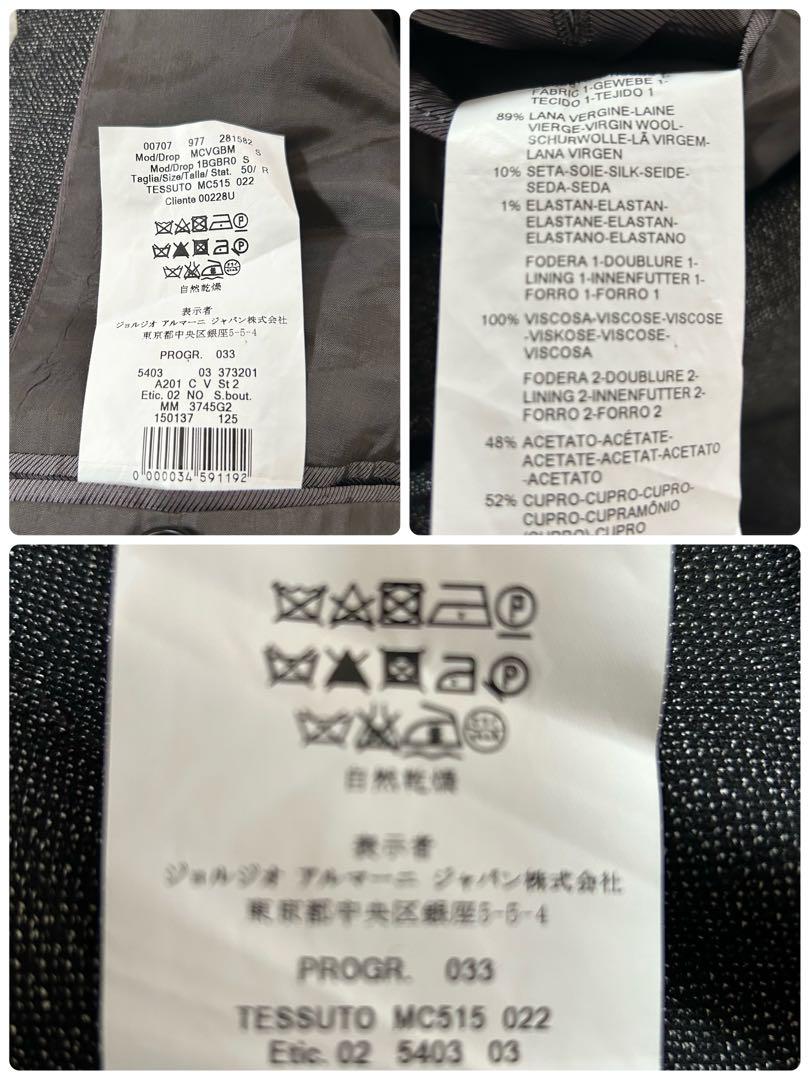 00707 977 281582
Mod/Drop MCVGBM S
Mod/Drop 1BGBR0 S
Taglia/Size/Talla/ Stat. 50/ R
TESSUTO MC515 022
Cliente 00228U
自然乾燥
表示者
ジョルジオ アルマーニ ジャパン株式会社
東京都中央区銀座5-5-4
PROGR. 033
5403 03 373201
A201 C V St 2
Etic. 02 NO S.bout.
MM 3745G2
150137 125
0 000034 591192
FABRIC 1-GEWEBE 1-
TECIDO 1-TEJIDO 1
89% LANA VERGINE-LAINE
VIERGE-VIRGIN WOOL-
SCHURWOLLE-LÃ VIRGEM-
LANA VIRGEN
10% SETA-SOIE-SILK-SEIDE-
SEDA-SEDA
1% ELASTAN-ELASTAN-
ELASTANE-ELASTAN-
ELASTANO-ELASTANO
FODERA 1-DOUBLURE 1-
LINING 1-INNENFUTTER 1-
FORRO 1-FORRO 1
100% VISCOSA-VISCOSE-VISCOSE
-VISKOSE-VISCOSE-
VISCOSA
FODERA 2-DOUBLURE 2-
LINING 2-INNENFUTTER 2-
FORRO 2-FORRO 2
48% ACETATO-ACÉTATE-
ACETATE-ACETAT-ACETATO
-ACETATO
52% CUPRO-CUPRO-CUPRO-
CUPRO-CUPRAMÔNIO
(CUPRO)-CUPRO
P
P
自然乾燥
表示者
ジョルジオ アルマーニ ジャパン株式会社
東京都中央区銀座5-5-4
PROGR. 033
TESSUTO MC515 022
Etic. 02 5403 03